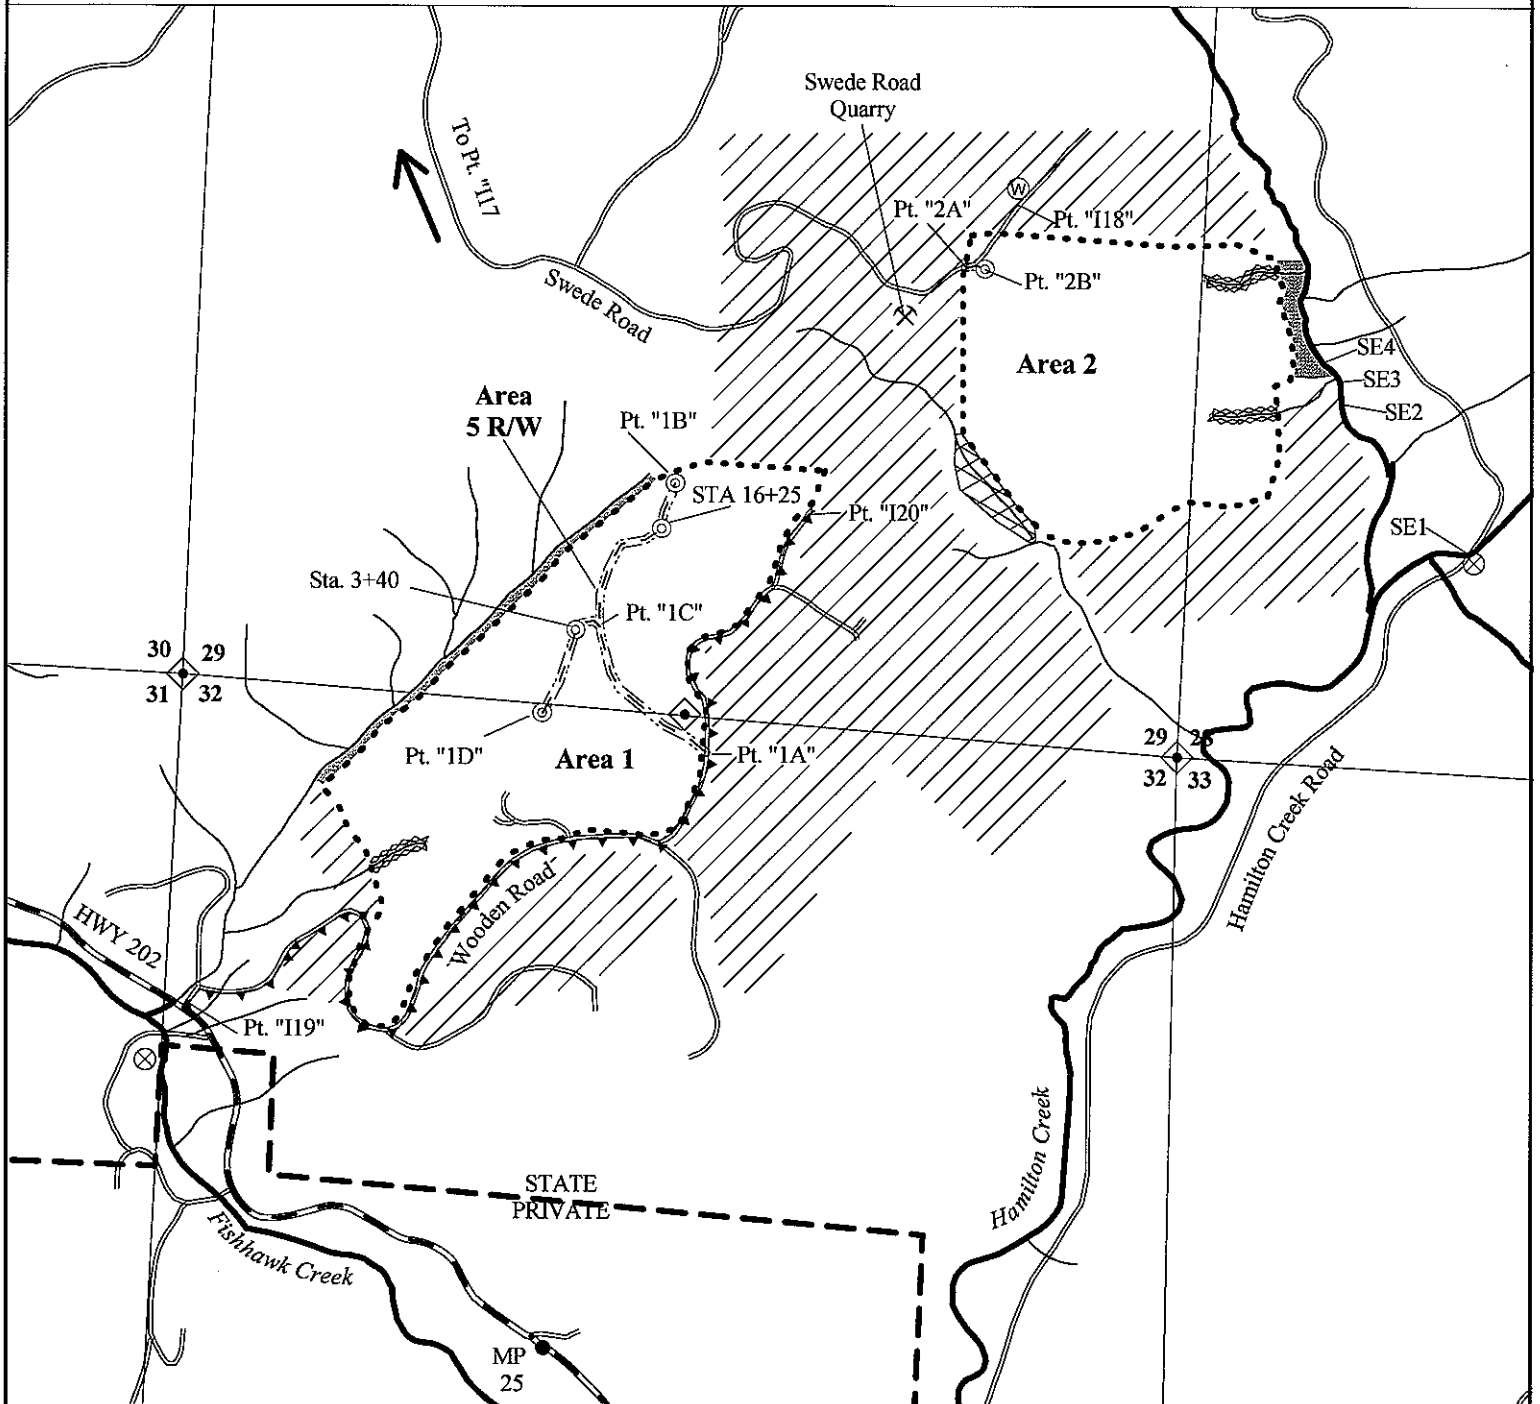 Swede Road
Quarry
To Pt. "I17
W
Pt. "2A"
Pt. "I18"
Pt. "2B"
Swede Road
Area 2
SE4
SE3
SE2
Area
5 R/W
Pt. "1B"
STA 16+25
Pt. "I20"
SE1
Sta. 3+40
Pt. "1C"
30 29
31 32
Pt. "1D"
Area 1
Pt. "1A"
29 28
32 33
Hamilton Creek Road
"Wooden Road"
HWY 202
Pt. "I19"
Hamilton Creek
STATE
PRIVATE
Fishhawk Creek
MP
25